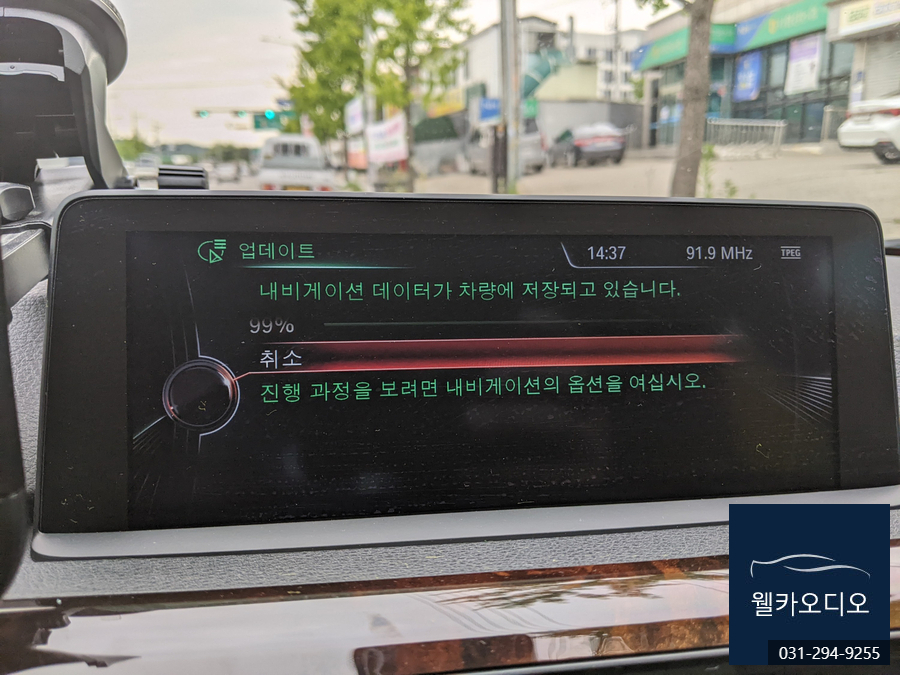 업데이트
14:37
91.9 MHz
TPEG
내비게이션 데이터가 차량에 저장되고 있습니다.
99%
취소
진행 과정을 보려면 내비게이션의 옵션을 여십시오.
웰카오디오
031-294-9255